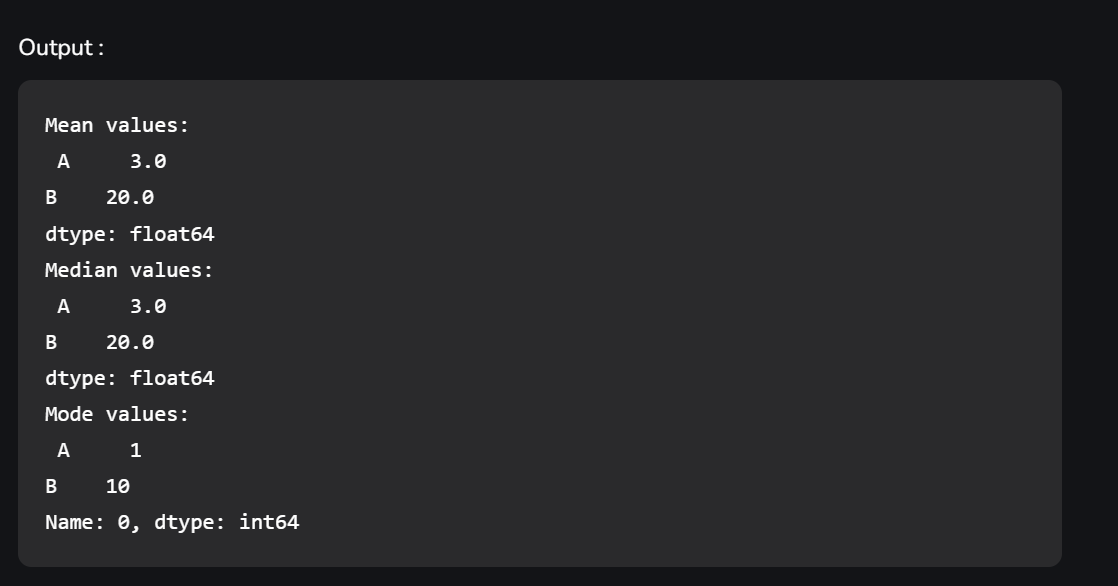 Output :
Mean values:
 A     3.0
B    20.0
dtype: float64
Median values:
 A     3.0
B    20.0
dtype: float64
Mode values:
 A     1
B    10
Name: 0, dtype: int64